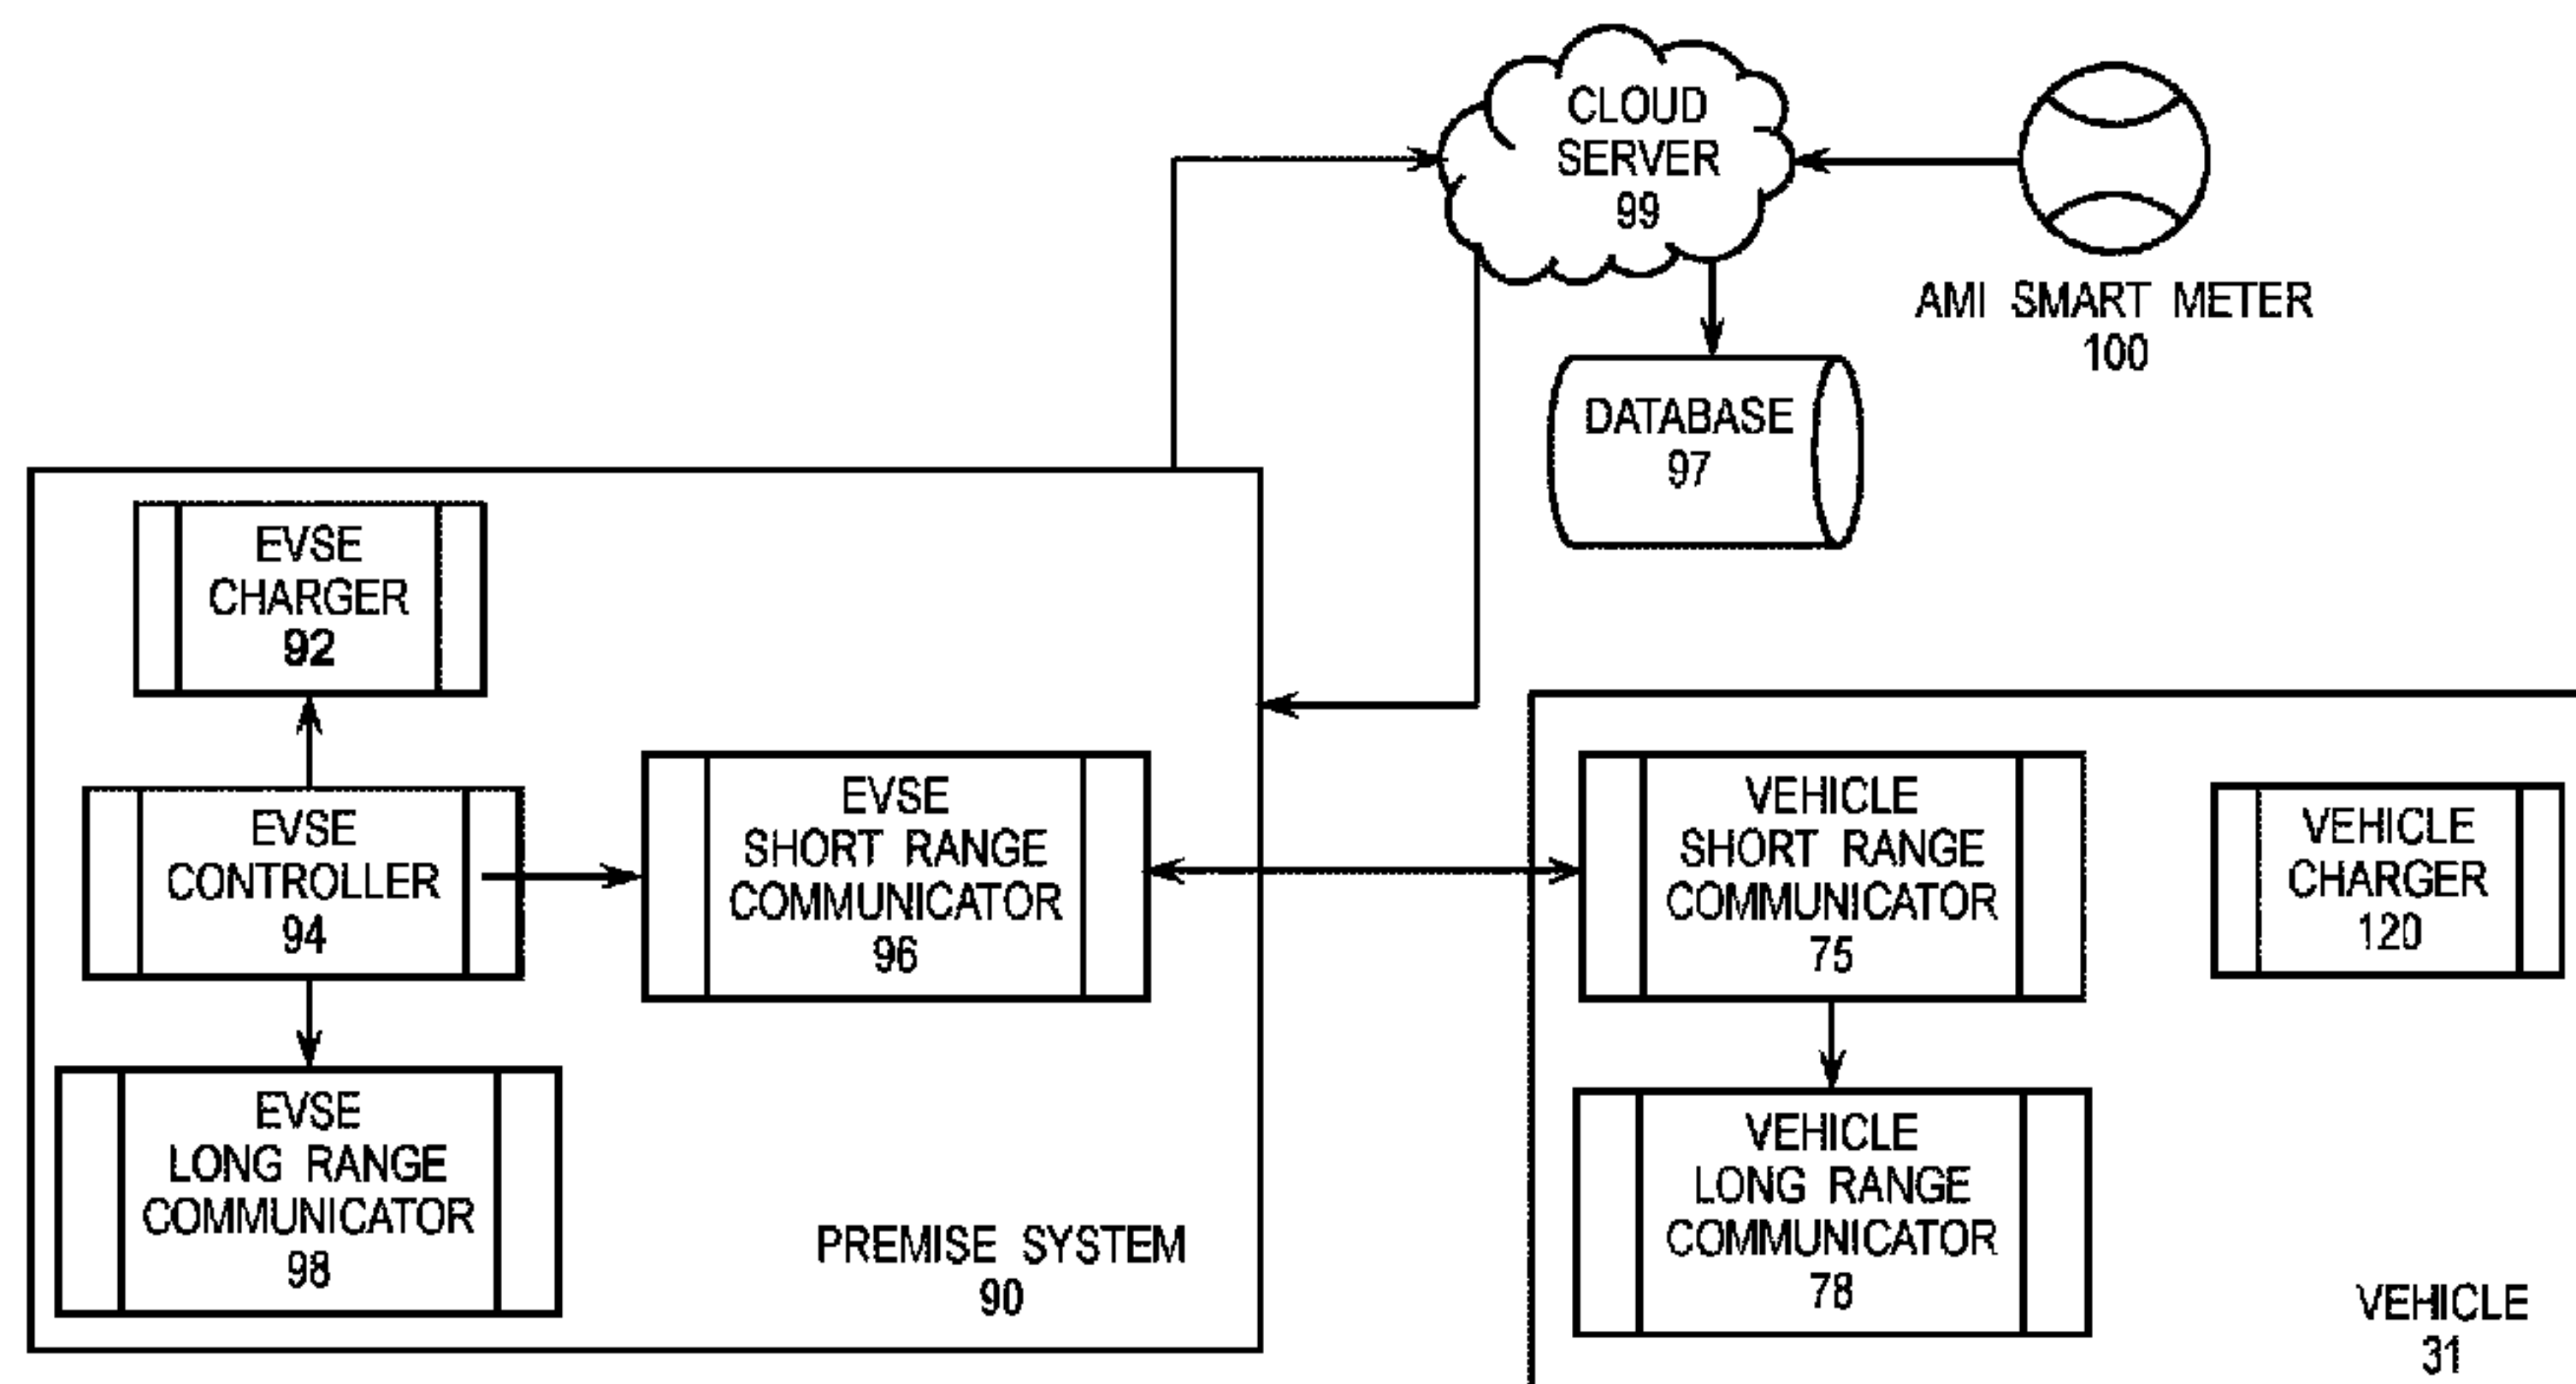 CLOUD
SERVER
99
AMI SMART METER
100
DATABASE
97
EVSE
CHARGER
92
EVSE
CONTROLLER
94
EVSE
SHORT RANGE
COMMUNICATOR
96
EVSE
LONG RANGE
COMMUNICATOR
98
PREMISE SYSTEM
90
VEHICLE
SHORT RANGE
COMMUNICATOR
75
VEHICLE
CHARGER
120
VEHICLE
LONG RANGE
COMMUNICATOR
78
VEHICLE
31